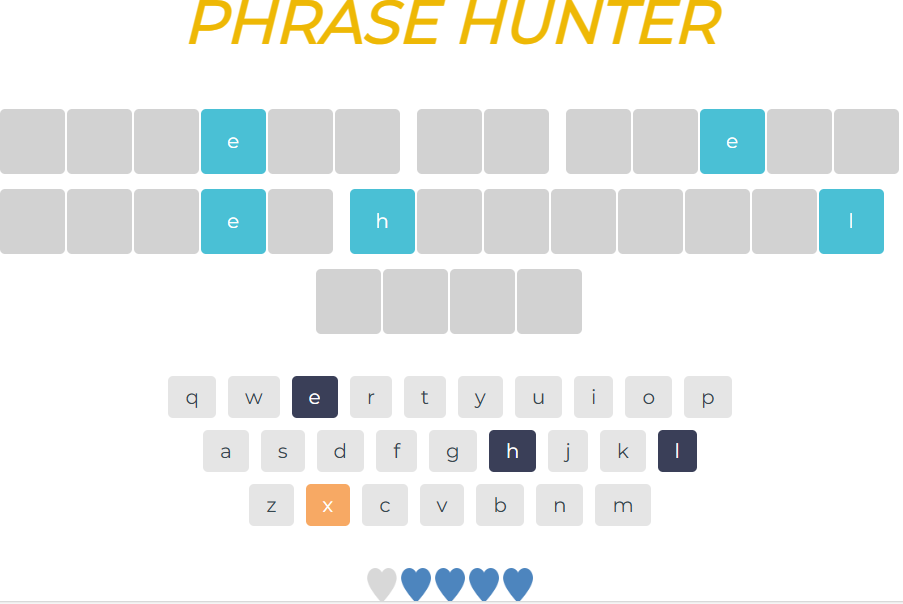 PHRASE HUNTER
e e
e h l
q w e r t y u i o p
a s d f g h j k l
z x c v b n m